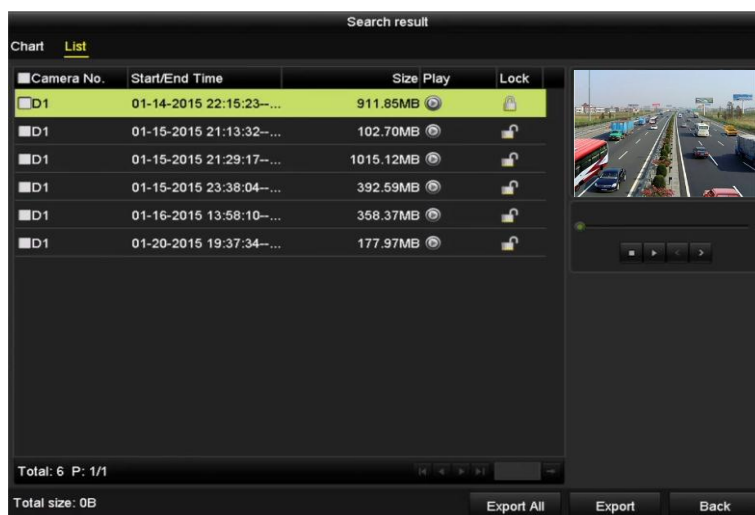 Search result
Chart List
Camera No. Start/End Time Size Play Lock
D1 01-14-2015 22:15:23--... 911.85MB
D1 01-15-2015 21:13:32--... 102.70MB
D1 01-15-2015 21:29:17--... 1015.12MB
D1 01-15-2015 23:38:04--... 392.59MB
D1 01-16-2015 13:58:10--... 358.37MB
D1 01-20-2015 19:37:34--... 177.97MB
Total: 6 P: 1/1
Total size: 0B Export All Export Back